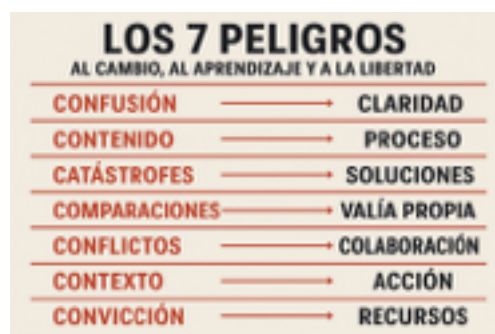 LOS 7 PELIGROS
AL CAMBIO, AL APRENDIZAJE Y A LA LIBERTAD
CONFUSIÓN → CLARIDAD
CONTENIDO → PROCESO
CATÁSTROFES → SOLUCIONES
COMPARACIONES → VALÍA PROPIA
CONFLICTOS → COLABORACIÓN
CONTEXTO → ACCIÓN
CONVICCIÓN → RECURSOS